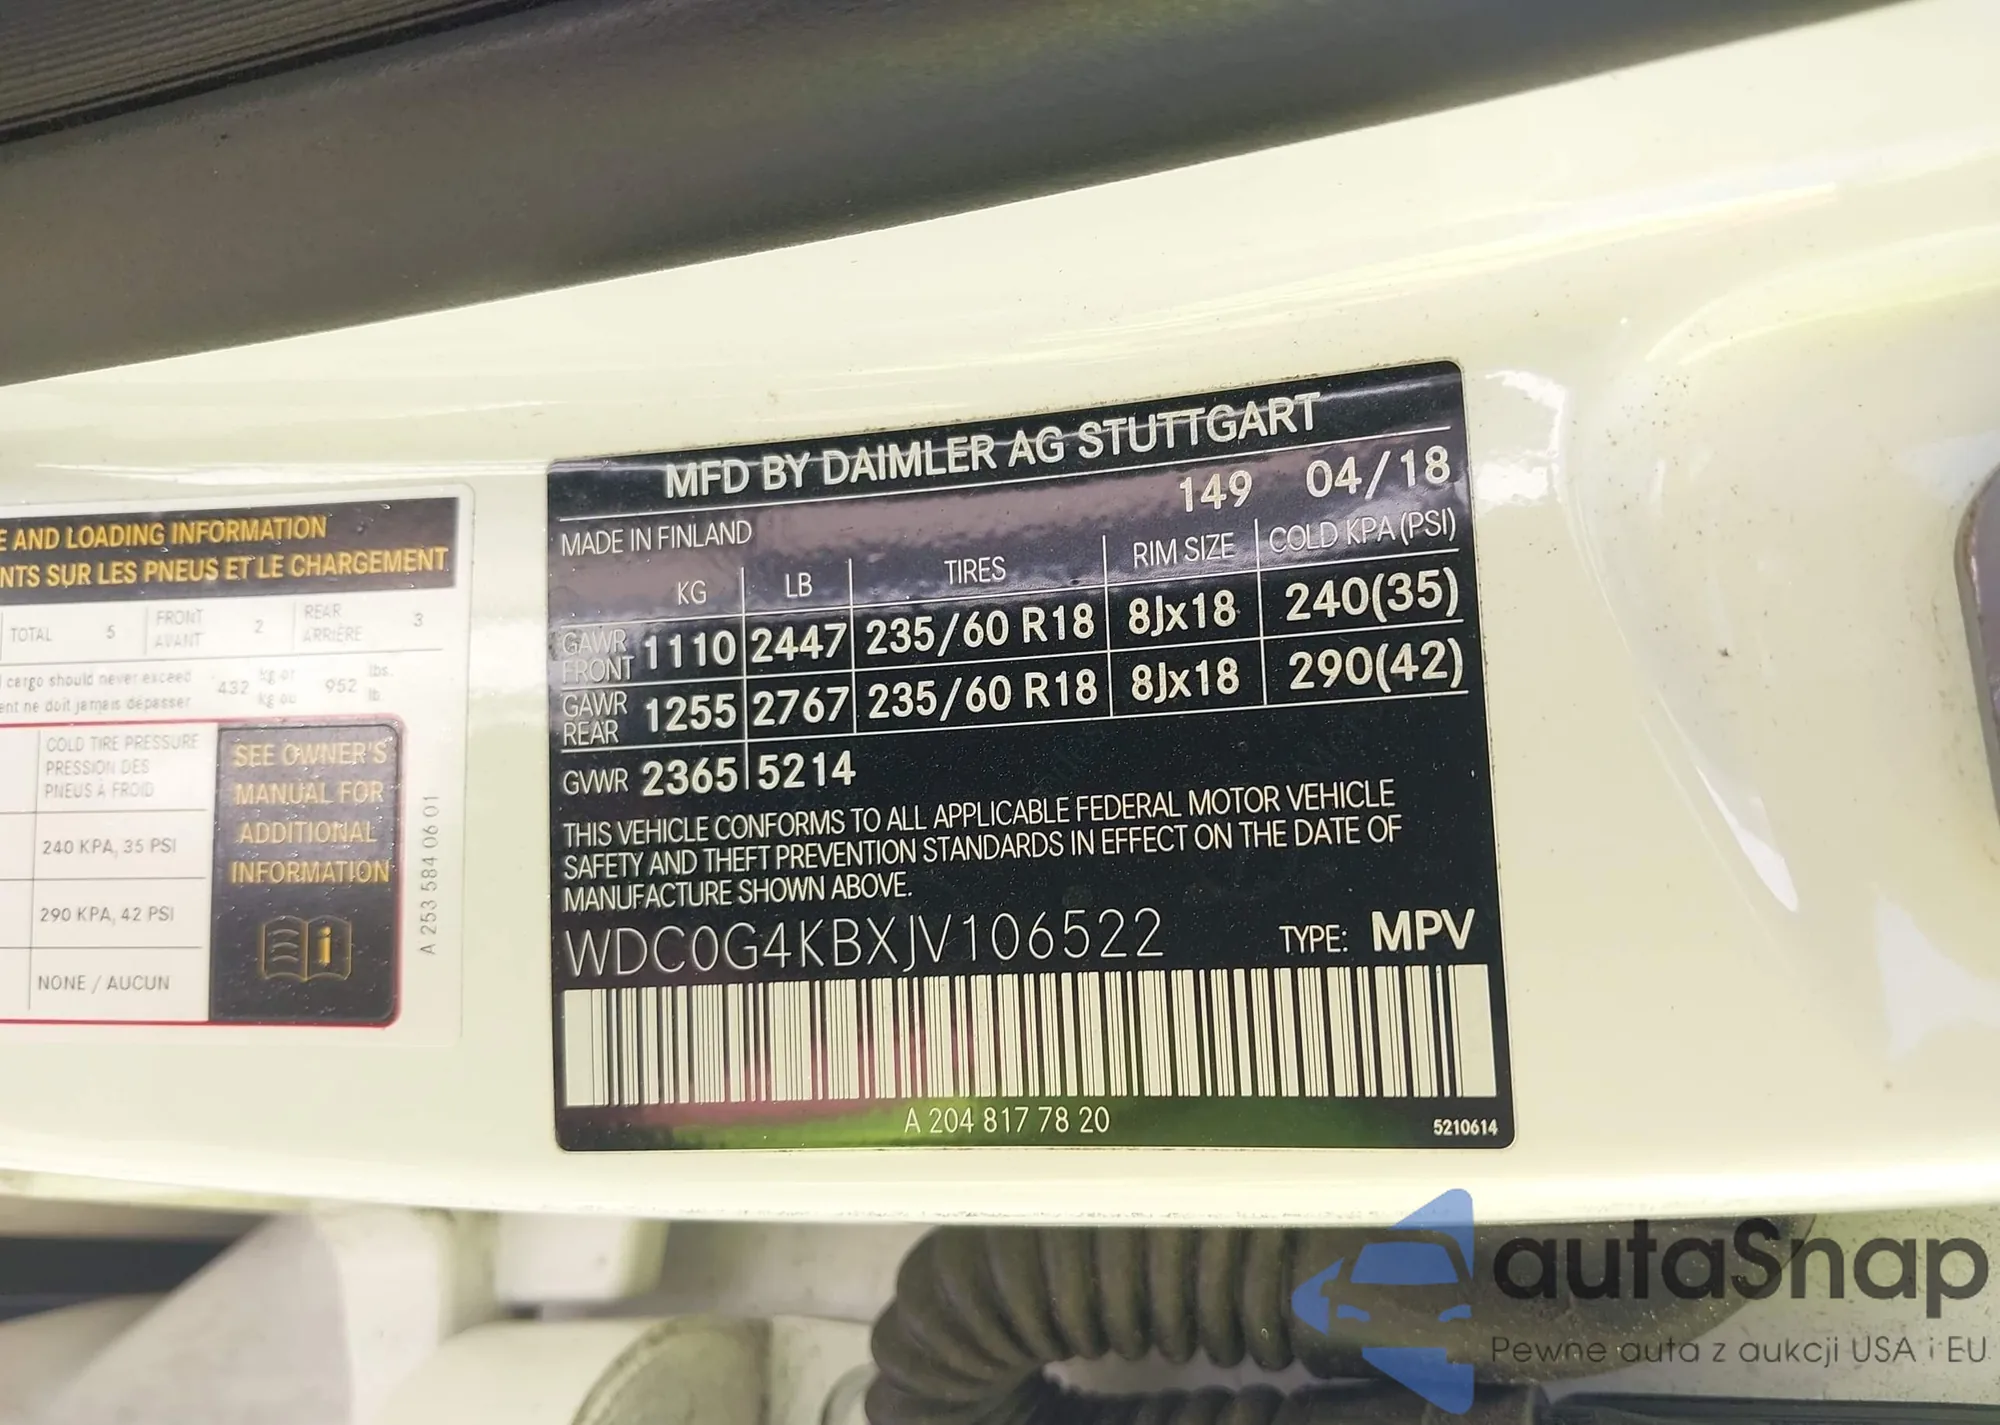 E AND LOADING INFORMATION
NTS SUR LES PNEUS ET LE CHARGEMENT
TOTAL 5 FRONT 2 REAR 3
AVANT ARRIÈRE
cargo should never exceed 432 kg or 952 lbs.
ent ne doit jamais dépasser kg ou lb.
COLD TIRE PRESSURE
PRESSION DES
PNEUS À FROID
240 KPA, 35 PSI
290 KPA, 42 PSI
NONE / AUCUN
SEE OWNER'S
MANUAL FOR
ADDITIONAL
INFORMATION
A 253 584 06 01
MFD BY DAIMLER AG STUTTGART
149 04/18
MADE IN FINLAND
KG LB TIRES RIM SIZE COLD KPA (PSI)
GAWR FRONT 1110 2447 235/60 R18 8Jx18 240(35)
GAWR REAR 1255 2767 235/60 R18 8Jx18 290(42)
GVWR 2365 5214
THIS VEHICLE CONFORMS TO ALL APPLICABLE FEDERAL MOTOR VEHICLE
SAFETY AND THEFT PREVENTION STANDARDS IN EFFECT ON THE DATE OF
MANUFACTURE SHOWN ABOVE.
WDC0G4KBXJV106522 TYPE: MPV
A 204 817 78 20
5210614
autaSnap
Pewne auta z aukcji USA i EU